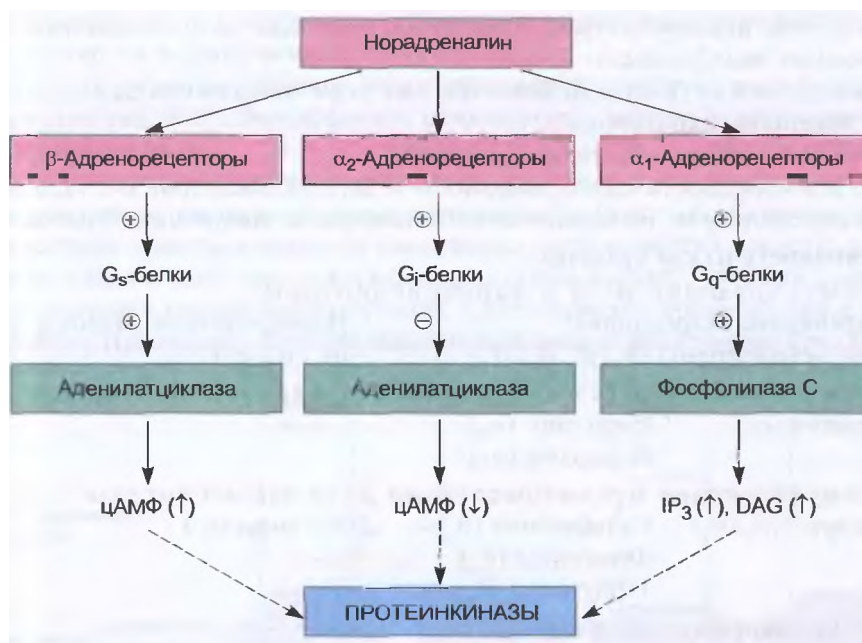 Норадреналин
β-Адренорецепторы
α₂-Адренорецепторы
α₁-Адренорецепторы
⊕
⊕
⊕
Gₛ-белки
Gᵢ-белки
G_q-белки
⊕
⊖
⊕
Аденилатциклаза
Аденилатциклаза
Фосфолипаза С
цАМФ (↑)
цАМФ (↓)
IP₃ (↑), DAG (↑)
ПРОТЕИНКИНАЗЫ